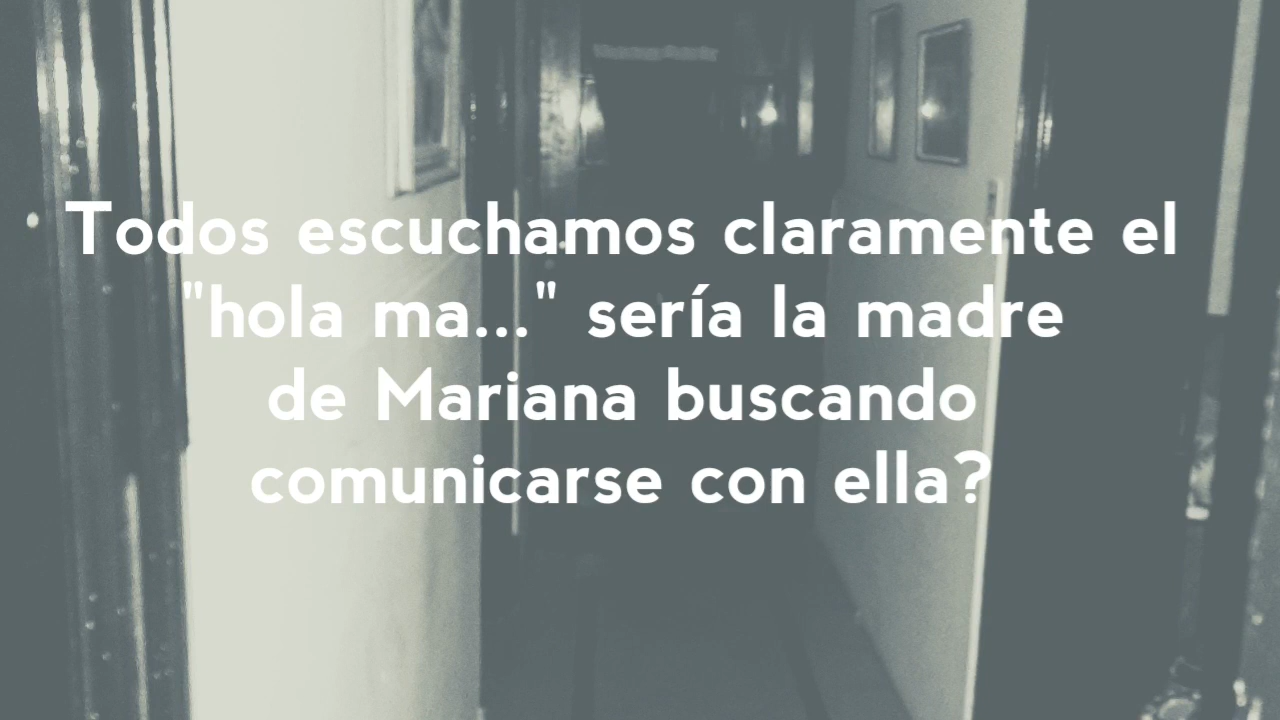 Todos escuchamos claramente el
"hola ma..." sería la madre
de Mariana buscando
comunicarse con ella?